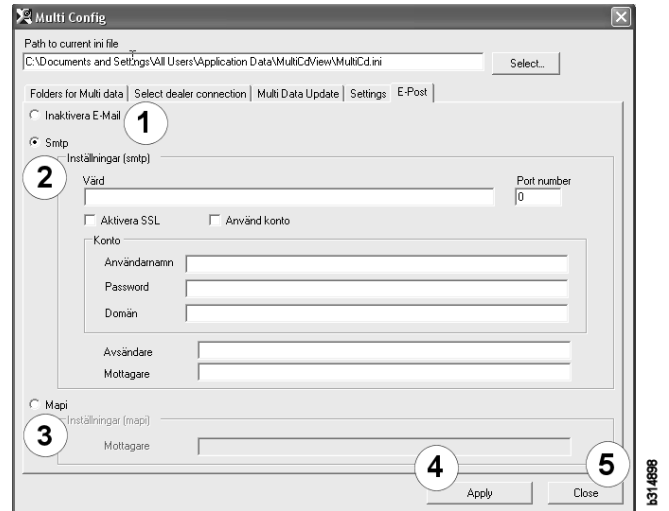 Multi Config
Path to current ini file
C:\Documents and Settings\All Users\Application Data\MultiCdView\MultiCd.ini
Select...
Folders for Multi data
Select dealer connection
Multi Data Update
Settings
E-Post
Inaktivera E-Mail
1
Smtp
Inställningar (smtp)
2
Värd
Port number
0
Aktivera SSL
Använd konto
Konto
Användarnamn
Password
Domän
Avsändare
Mottagare
Mapi
Inställningar (mapi)
3
Mottagare
4
5
Apply
Close
b314898